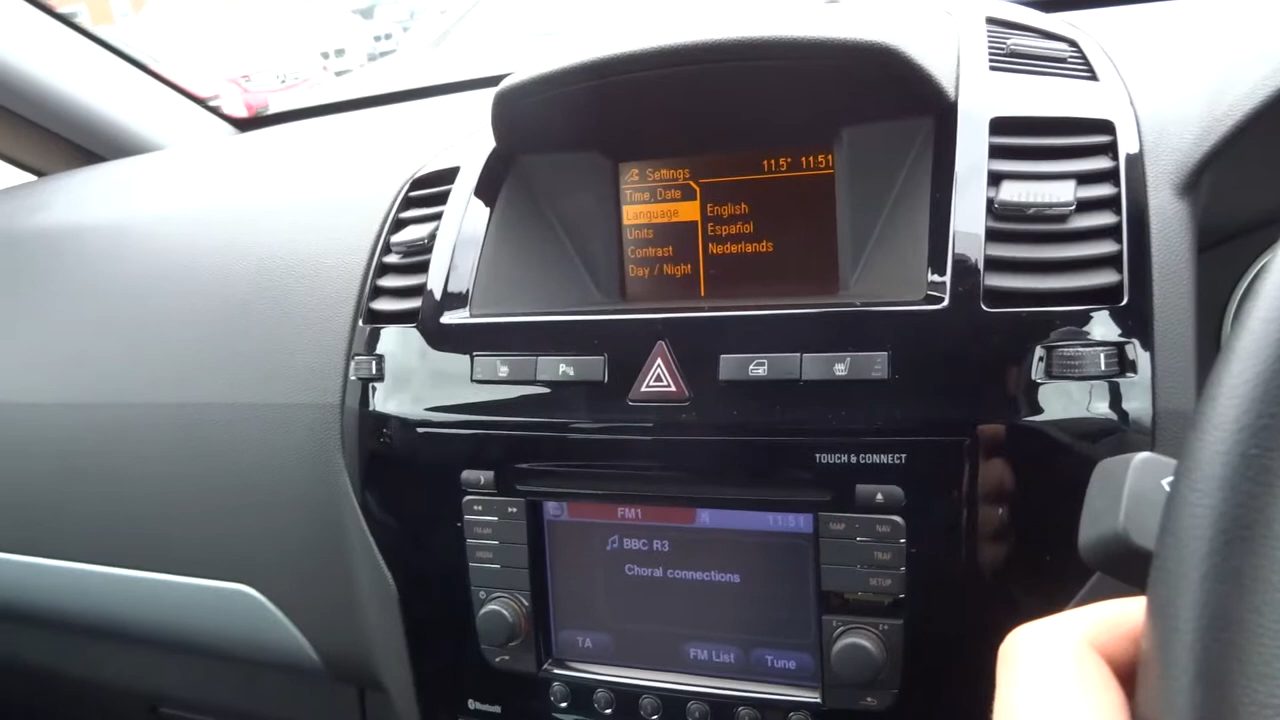 Settings 11.5° 11:51
Time, Date
Language
Units
Contrast
Day / Night
English
Español
Nederlands
TOUCH & CONNECT
FM1 11:51
BBC R3
Choral connections
TA FM List Tune
MAP NAV
TRAF
SETUP
Bluetooth